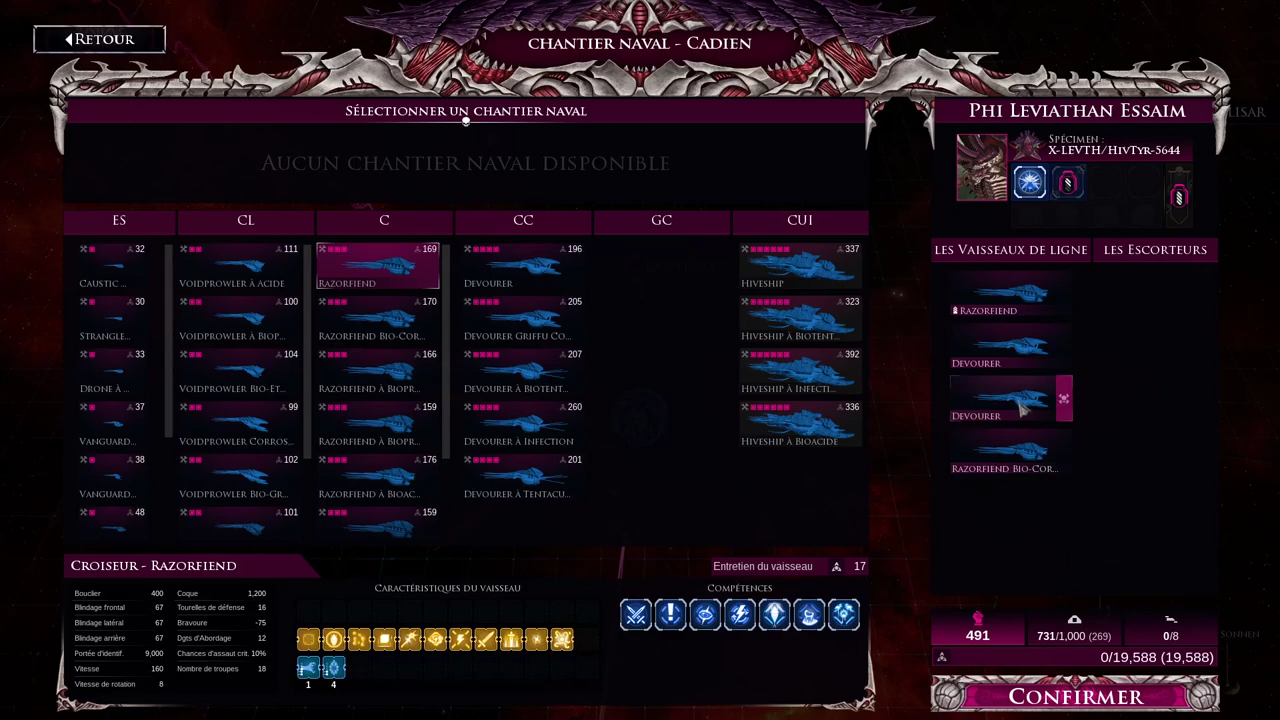 Retour
chantier naval - Cadien
Sélectionner un chantier naval
Aucun chantier naval disponible
ES CL C CC GC CUI
32 111 169 196 337
Caustic ... Voidprowler à acide Razorfiend Devourer Hiveship
30 100 170 205 323
Strangle... Voidprowler à Biop... Razorfiend Bio-Cor... Devourer Griffu Co... Hiveship à Biotent...
33 104 166 207 392
Drone à ... Voidprowler Bio-Et... Razorfiend à Biopr... Devourer à Biotent... Hiveship à Infecti...
37 99 159 260 336
Vanguard... Voidprowler Corros... Razorfiend à Biopr... Devourer à Infection Hiveship à Bioacide
38 102 176 201
Vanguard... Voidprowler Bio-Gr... Razorfiend à Bioac... Devourer à Tentacu...
48 101 159
Croiseur - Razorfiend
Entretien du vaisseau 17
Bouclier 400 Coque 1,200
Blindage frontal 67 Tourelles de défense 16
Blindage latéral 67 Bravoure -75
Blindage arrière 67 Dgts d'Abordage 12
Portée d'identif. 9,000 Chances d'assaut crit. 10%
Vitesse 160 Nombre de troupes 18
Vitesse de rotation 8
Caractéristiques du vaisseau
1 4
Compétences
Phi Leviathan Essaim
Spécimen :
X-LEVTH/HivTyr-5644
les Vaisseaux de ligne les Escorteurs
Razorfiend
Devourer
Devourer
Razorfiend Bio-Cor...
491 731/1,000 (269) 0/8
0/19,588 (19,588)
Confirmer